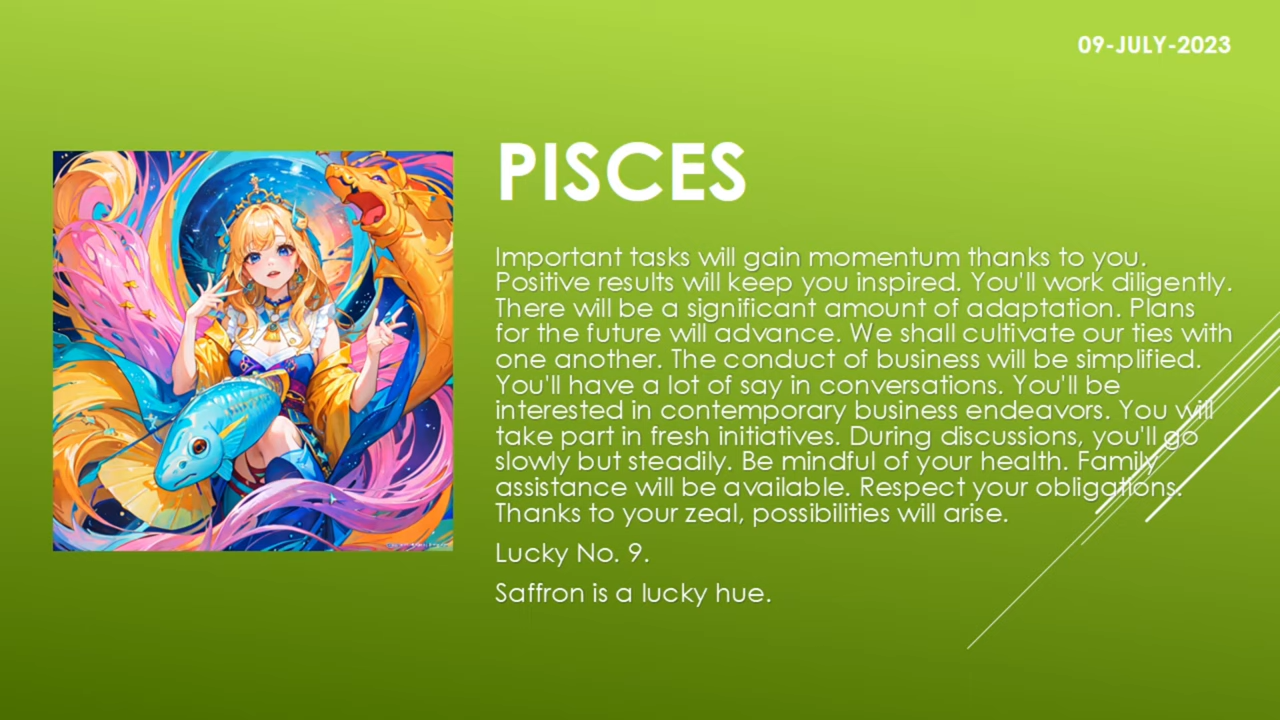 09-JULY-2023
PISCES
Important tasks will gain momentum thanks to you.
Positive results will keep you inspired. You'll work diligently.
There will be a significant amount of adaptation. Plans
for the future will advance. We shall cultivate our ties with
one another. The conduct of business will be simplified.
You'll have a lot of say in conversations. You'll be
interested in contemporary business endeavors. You will
take part in fresh initiatives. During discussions, you'll go
slowly but steadily. Be mindful of your health. Family
assistance will be available. Respect your obligations.
Thanks to your zeal, possibilities will arise.
Lucky No. 9.
Saffron is a lucky hue.